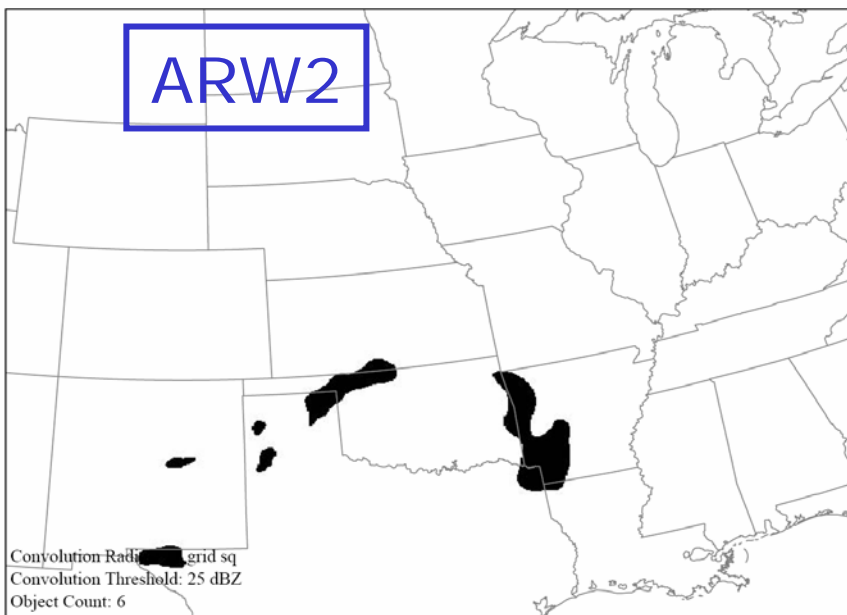 ARW2
Convolution Radi grid sq
Convolution Threshold: 25 dBZ
Object Count: 6